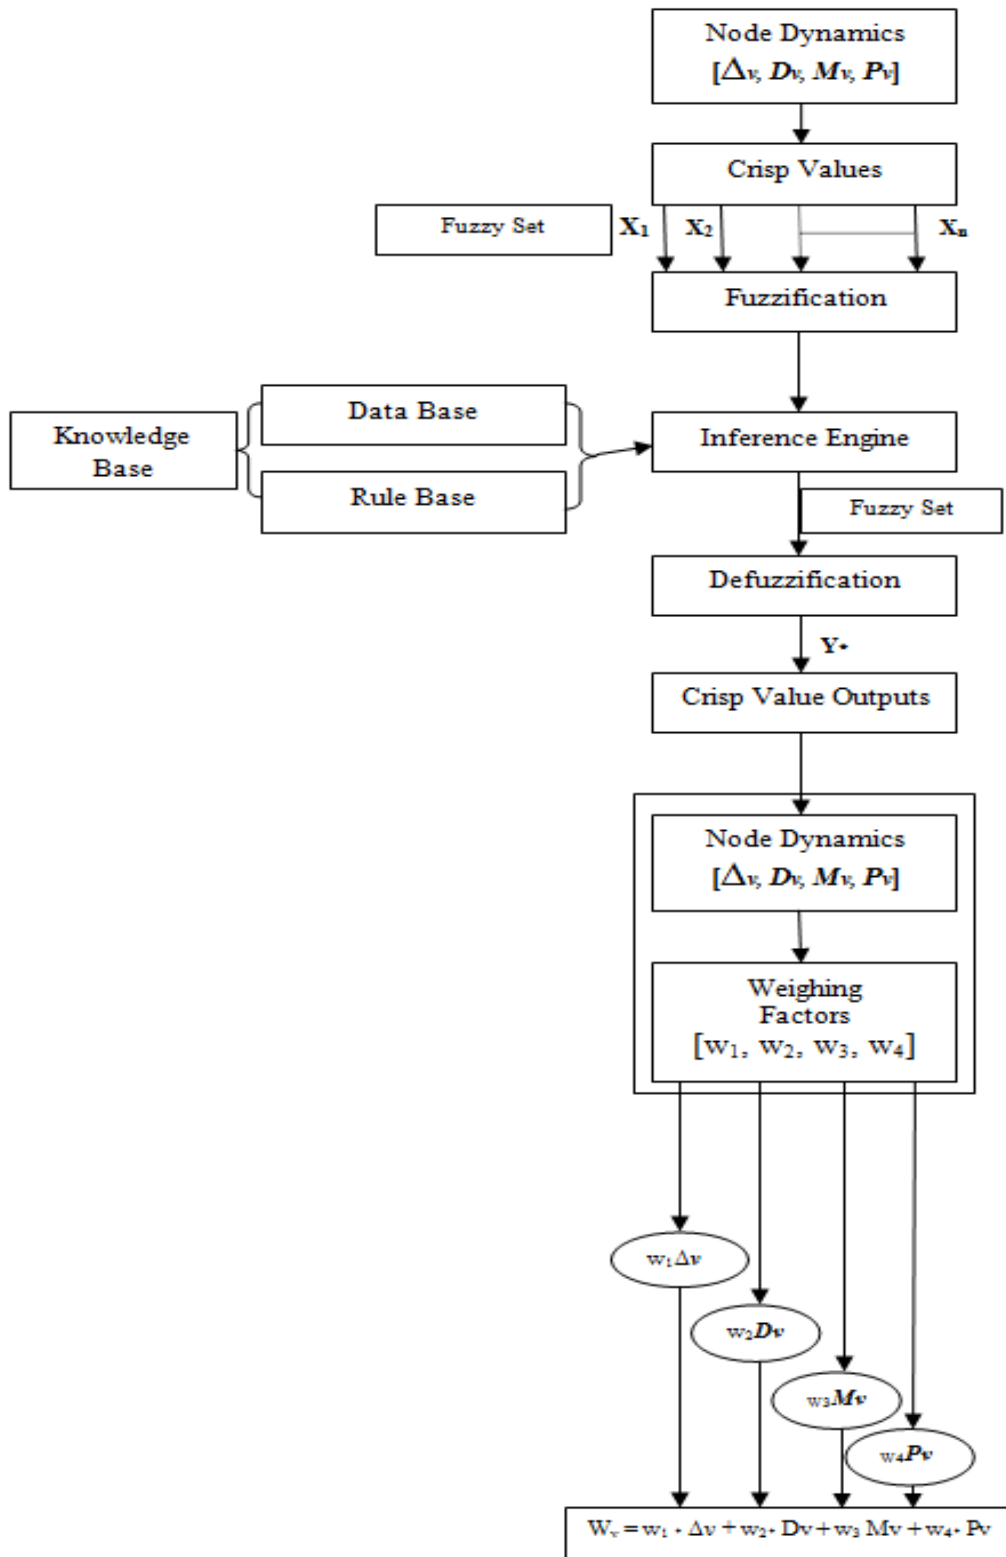 Node Dynamics
[Δv, Dv, Mv, Pv]
Crisp Values
Fuzzy Set
X1
X2
Xn
Fuzzification
Data Base
Knowledge
Base
Inference Engine
Rule Base
Fuzzy Set
Defuzzification
Y*
Crisp Value Outputs
Node Dynamics
[Δv, Dv, Mv, Pv]
Weighing
Factors
[w1, w2, w3, w4]
w1Δv
w2Dv
w3Mv
w4Pv
Wv = w1 * Δv + w2* Dv + w3 Mv + w4* Pv